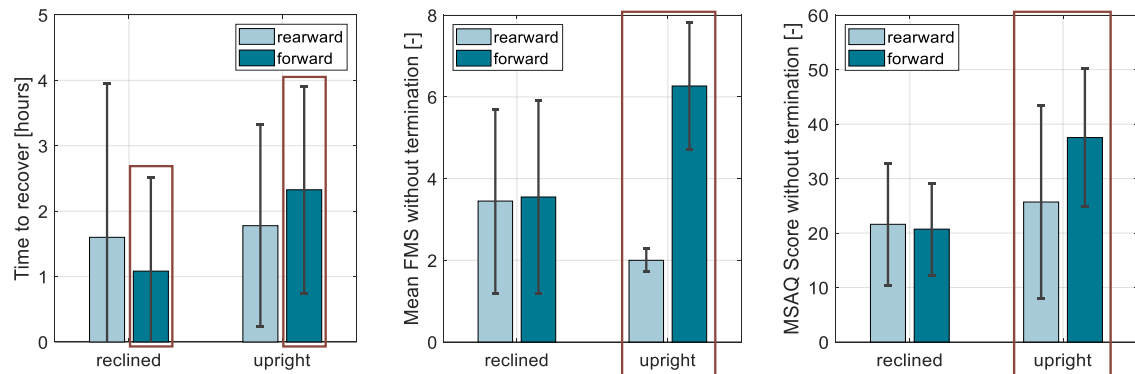 Time to recover [hours]
5
4
3
2
1
0
rearward
forward
reclined
upright
Mean FMS without termination [-]
8
6
4
2
0
rearward
forward
reclined
upright
MSAQ Score without termination [-]
60
50
40
30
20
10
0
rearward
forward
reclined
upright